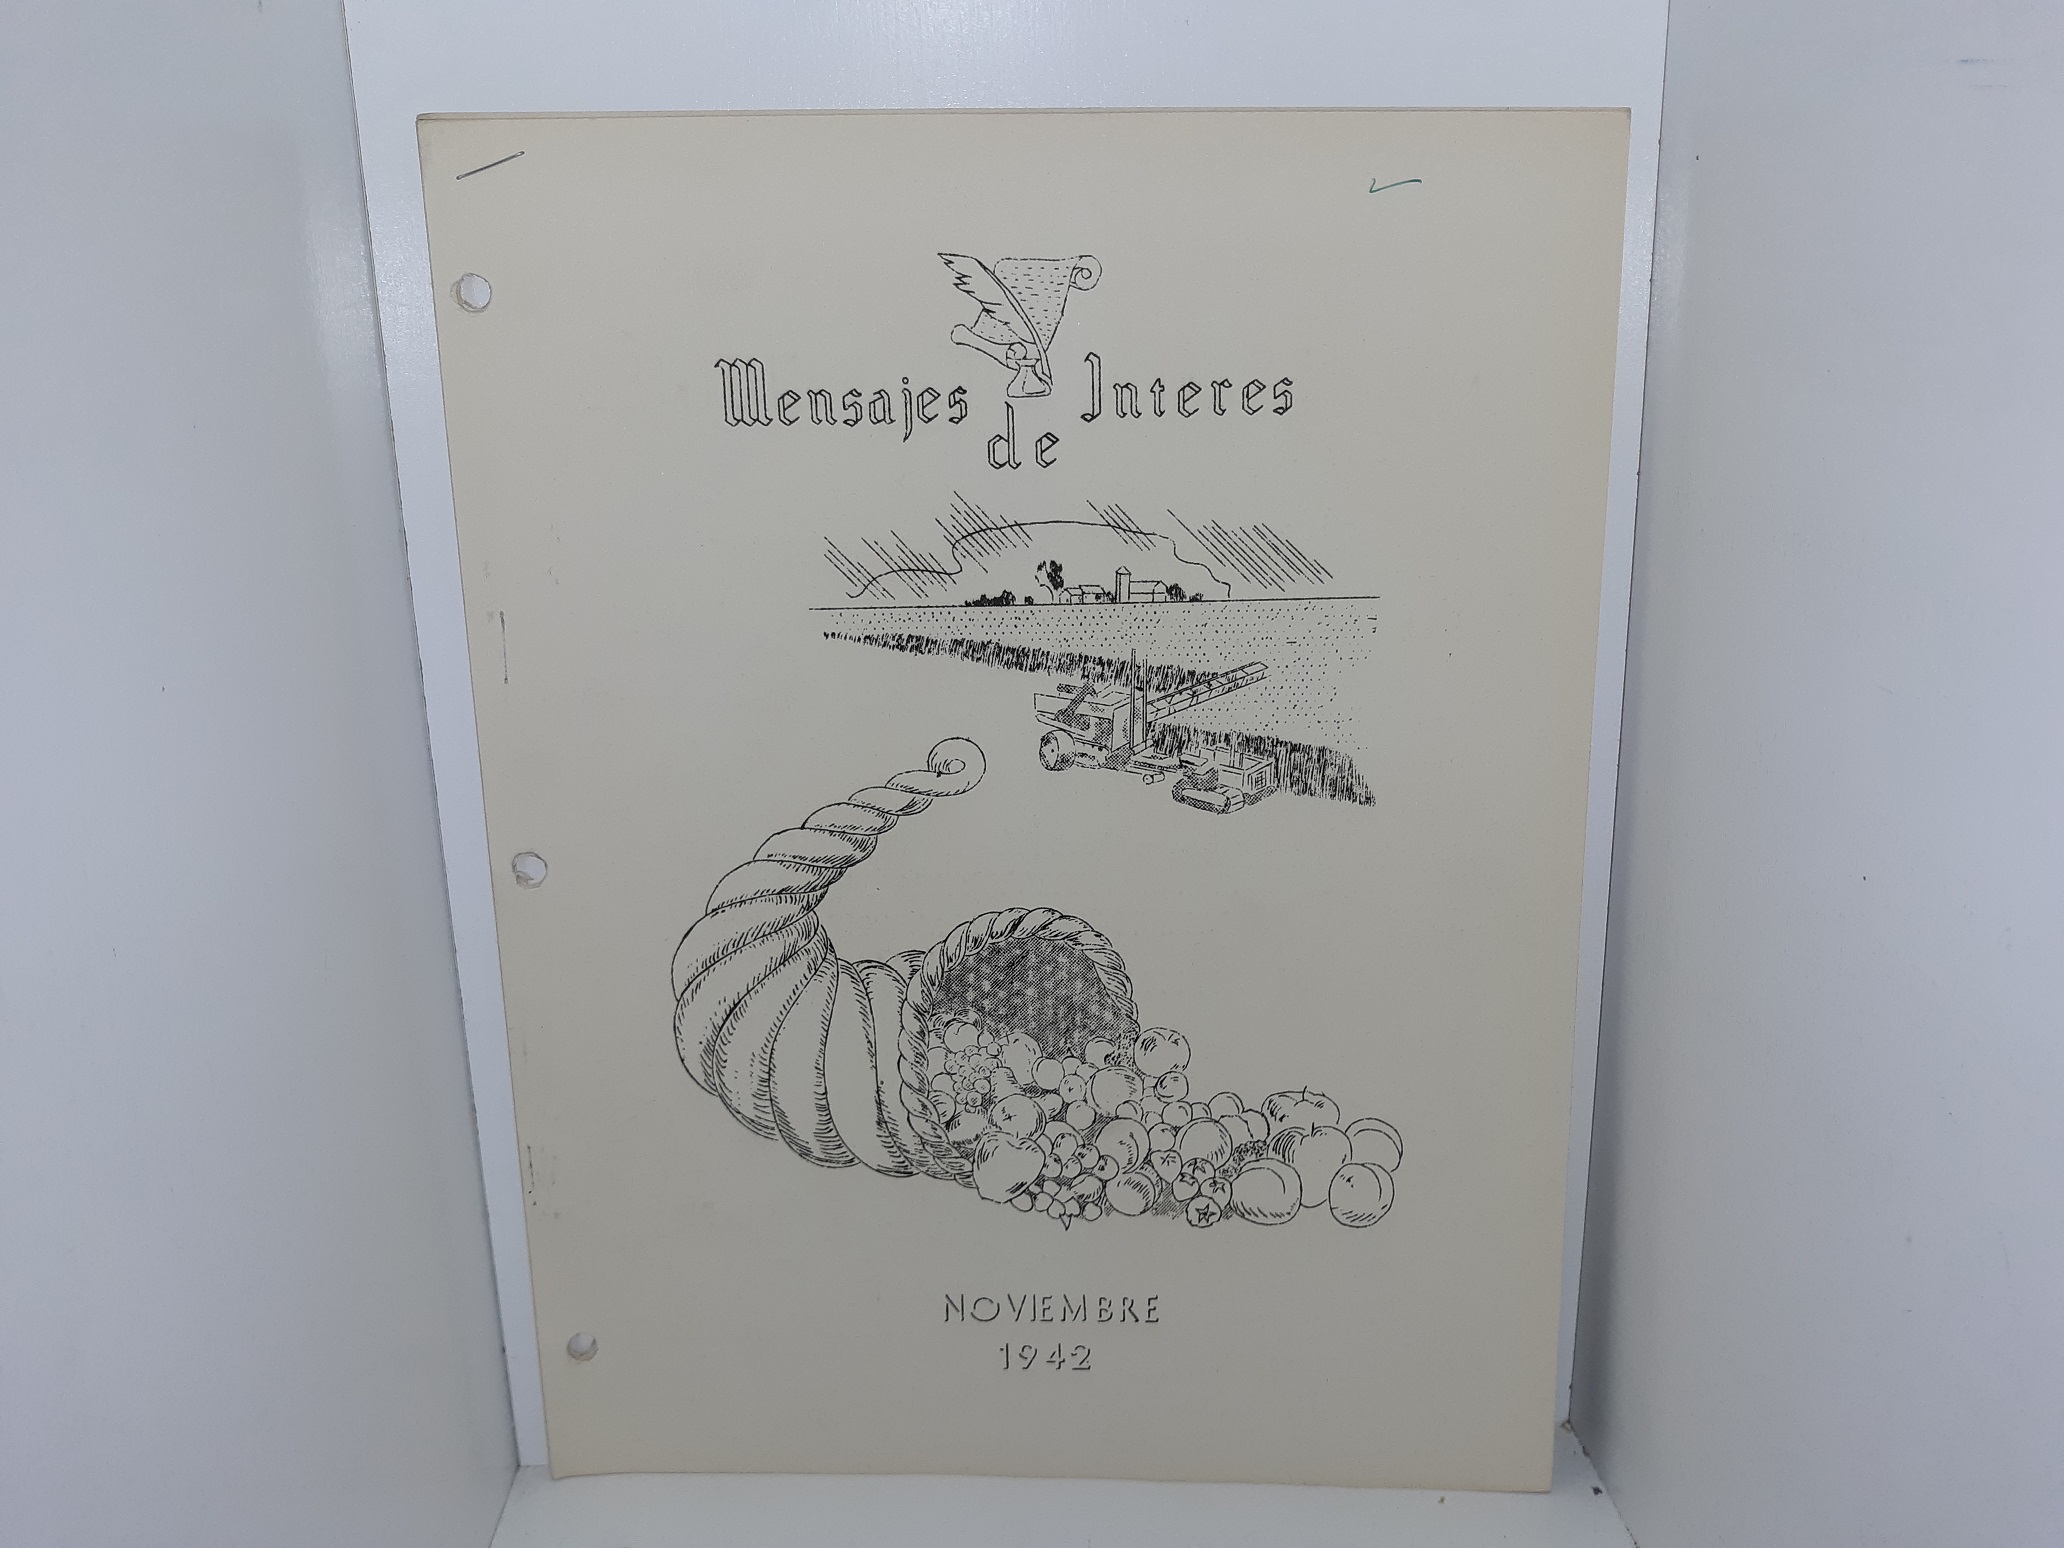 Mensajes de Interes
NOVIEMBRE
1942